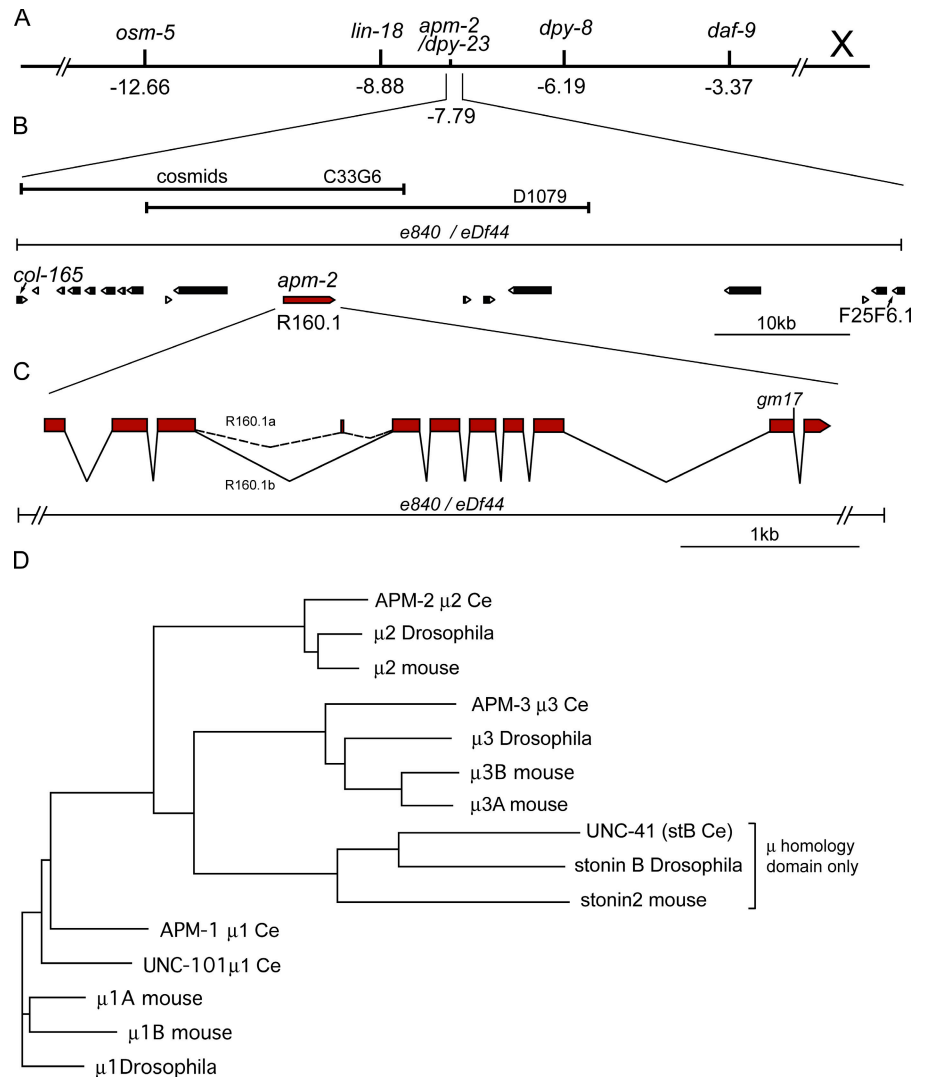 A
osm-5
lin-18
apm-2
/dpy-23
dpy-8
daf-9
X
-12.66
-8.88
-7.79
-6.19
-3.37
B
cosmids
C33G6
D1079
e840 / eDf44
col-165
apm-2
R160.1
10kb
F25F6.1
C
R160.1a
R160.1b
gm17
e840 / eDf44
1kb
D
APM-2 μ2 Ce
μ2 Drosophila
μ2 mouse
APM-3 μ3 Ce
μ3 Drosophila
μ3B mouse
μ3A mouse
UNC-41 (stB Ce)
stonin B Drosophila
stonin2 mouse
μ homology
domain only
APM-1 μ1 Ce
UNC-101μ1 Ce
μ1A mouse
μ1B mouse
μ1Drosophila